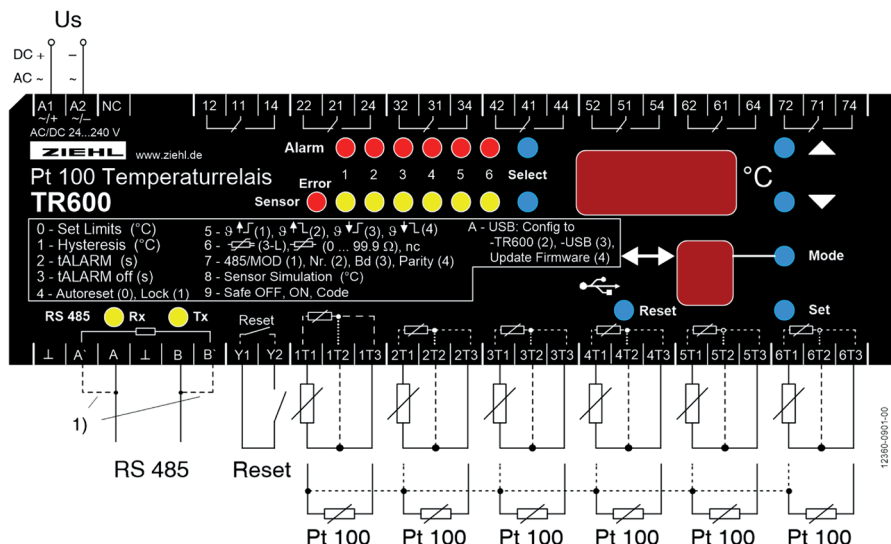 Us
DC + –
AC ~ ~
A1 A2 NC 12 11 14 22 21 24 32 31 34 42 41 44 52 51 54 62 61 64 72 71 74
~/+ ~/–
AC/DC 24...240 V
ZIEHL www.ziehl.de
Alarm
Pt 100 Temperaturrelais
1 2 3 4 5 6 Select
°C
Error
TR600
Sensor
0 - Set Limits (°C)
1 - Hysteresis (°C)
2 - tALARM (s)
3 - tALARM off (s)
4 - Autoreset (0), Lock (1)
5 - ϑ (1), ϑ (2), ϑ (3), ϑ (4)
6 - (3-L), (0 ... 99.9 Ω), nc
7 - 485/MOD (1), Nr. (2), Bd (3), Parity (4)
8 - Sensor Simulation (°C)
9 - Safe OFF, ON, Code
A - USB: Config to
-TR600 (2), -USB (3),
Update Firmware (4)
Mode
RS 485 Rx Tx
Reset
Reset
Set
⊥ A` A ⊥ B B` Y1 Y2 1T1 1T2 1T3 2T1 2T2 2T3 3T1 3T2 3T3 4T1 4T2 4T3 5T1 5T2 5T3 6T1 6T2 6T3
1)
RS 485
Reset
12360-0901-00
Pt 100 Pt 100 Pt 100 Pt 100 Pt 100 Pt 100